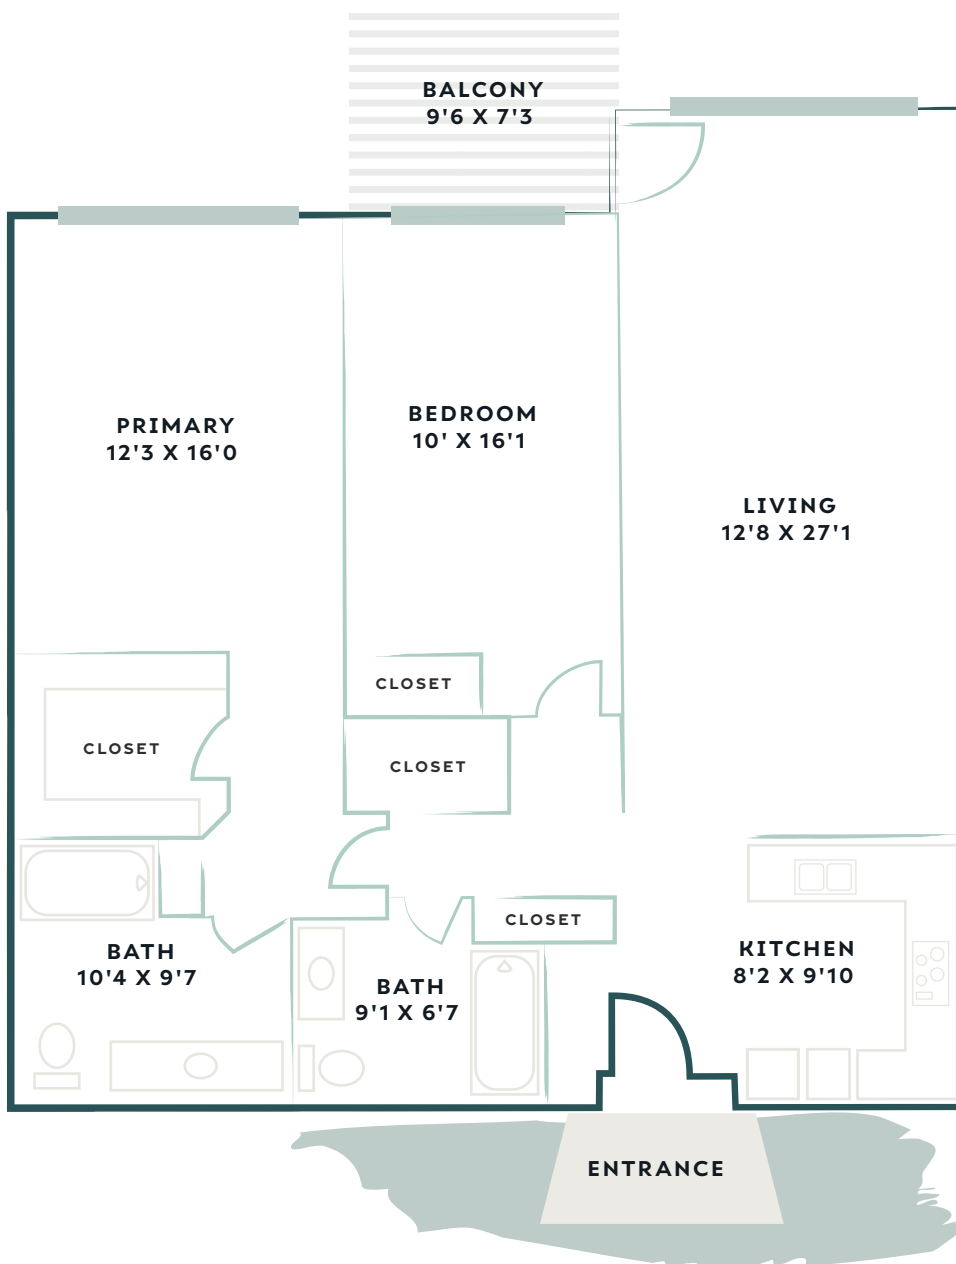 BALCONY
9'6 X 7'3
PRIMARY
12'3 X 16'0
BEDROOM
10' X 16'1
LIVING
12'8 X 27'1
CLOSET
CLOSET
CLOSET
CLOSET
BATH
10'4 X 9'7
BATH
9'1 X 6'7
KITCHEN
8'2 X 9'10
ENTRANCE